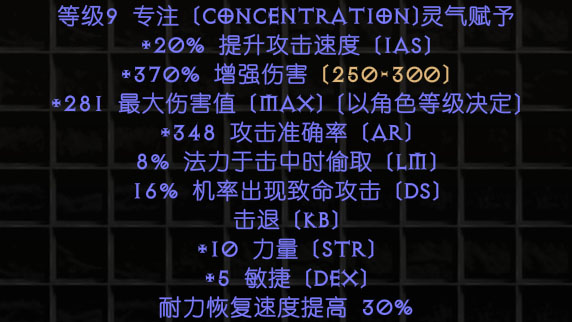 等级9 专注 (CONCENTRATION)灵气赋予
+20% 提升攻击速度 (IAS)
+370% 增强伤害 (250-300)
+281 最大伤害值 (MAX) (以角色等级决定)
+348 攻击准确率 (AR)
8% 法力于击中时偷取 (LM)
16% 机率出现致命攻击 (DS)
击退 (KB)
+10 力量 (STR)
+5 敏捷 (DEX)
耐力恢复速度提高 30%